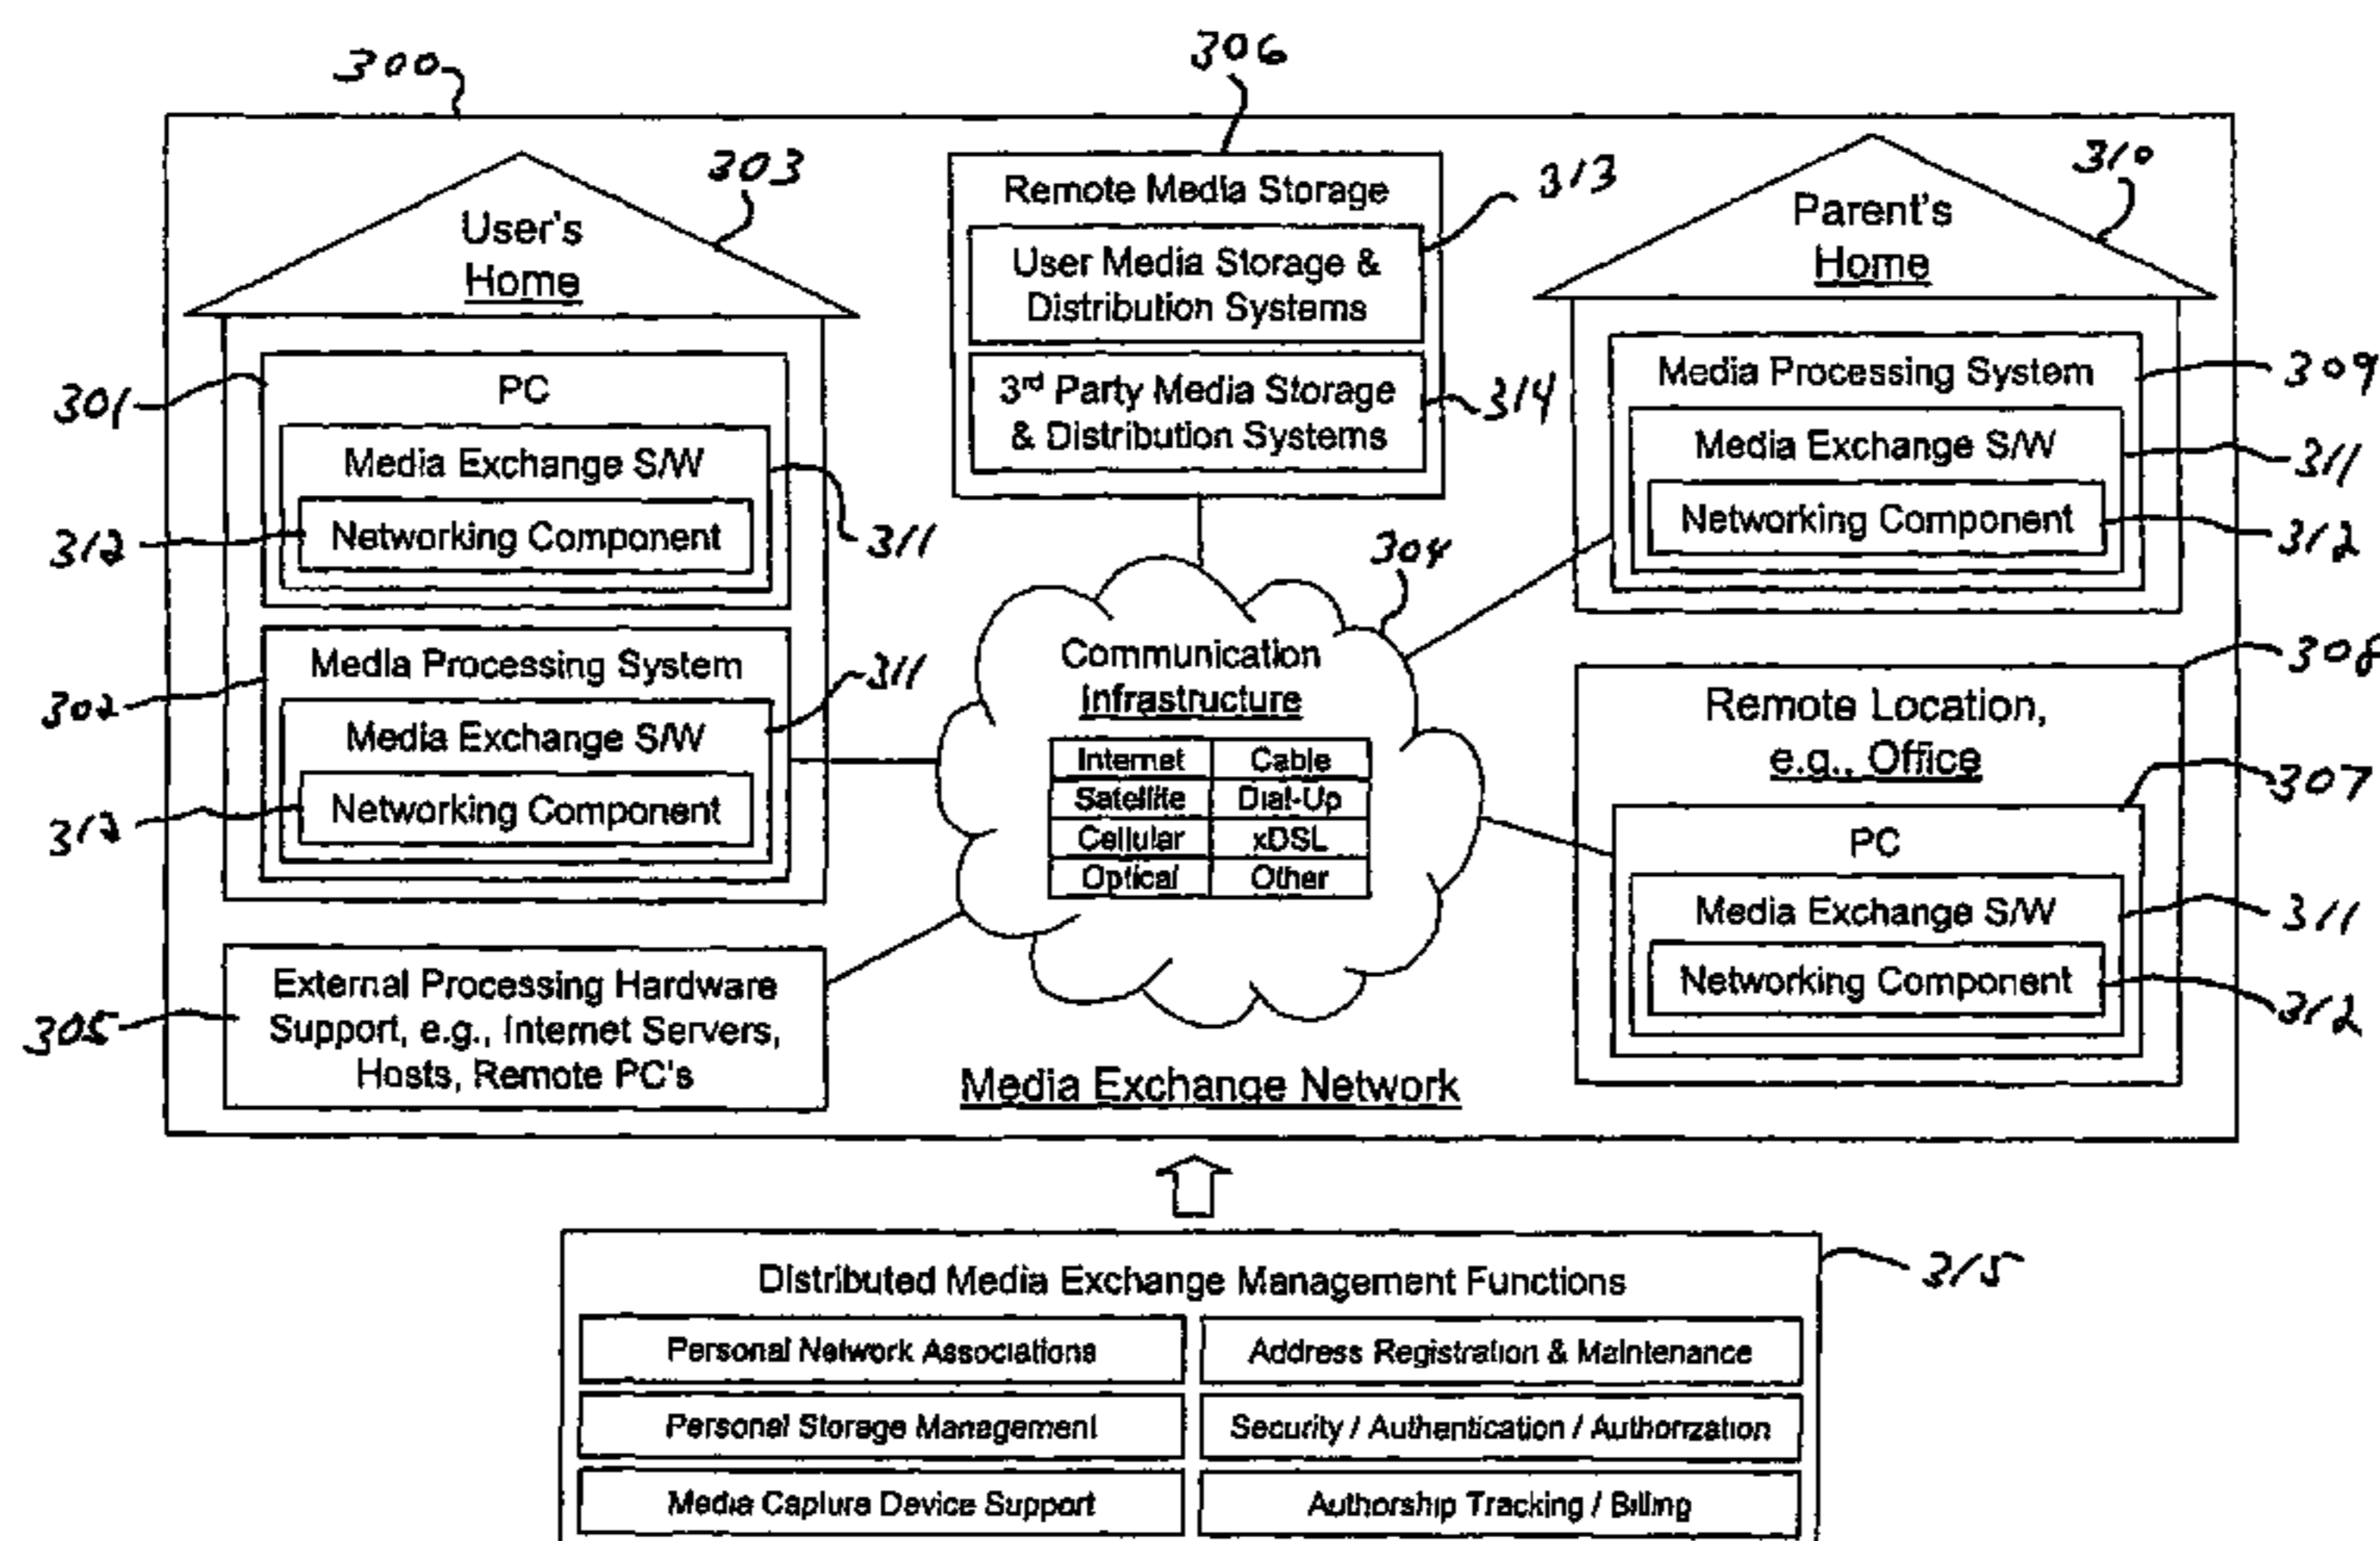 300
306
303
User's
Home
Remote Media Storage
313
User Media Storage &
Distribution Systems
3rd Party Media Storage
& Distribution Systems
314
310
Parent's
Home
301
PC
Media Exchange S/W
Networking Component
312
311
Media Processing System
309
Media Exchange S/W
311
Networking Component
312
304
302
Media Processing System
311
Media Exchange S/W
Networking Component
312
Communication
Infrastructure
Internet Cable
Satellite Dial-Up
Cellular xDSL
Optical Other
308
Remote Location,
e.g., Office
307
PC
Media Exchange S/W
311
Networking Component
312
305
External Processing Hardware
Support, e.g., Internet Servers,
Hosts, Remote PC's
Media Exchange Network
315
Distributed Media Exchange Management Functions
Personal Network Associations
Address Registration & Maintenance
Personal Storage Management
Security / Authentication / Authorization
Media Capture Device Support
Authorship Tracking / Billing